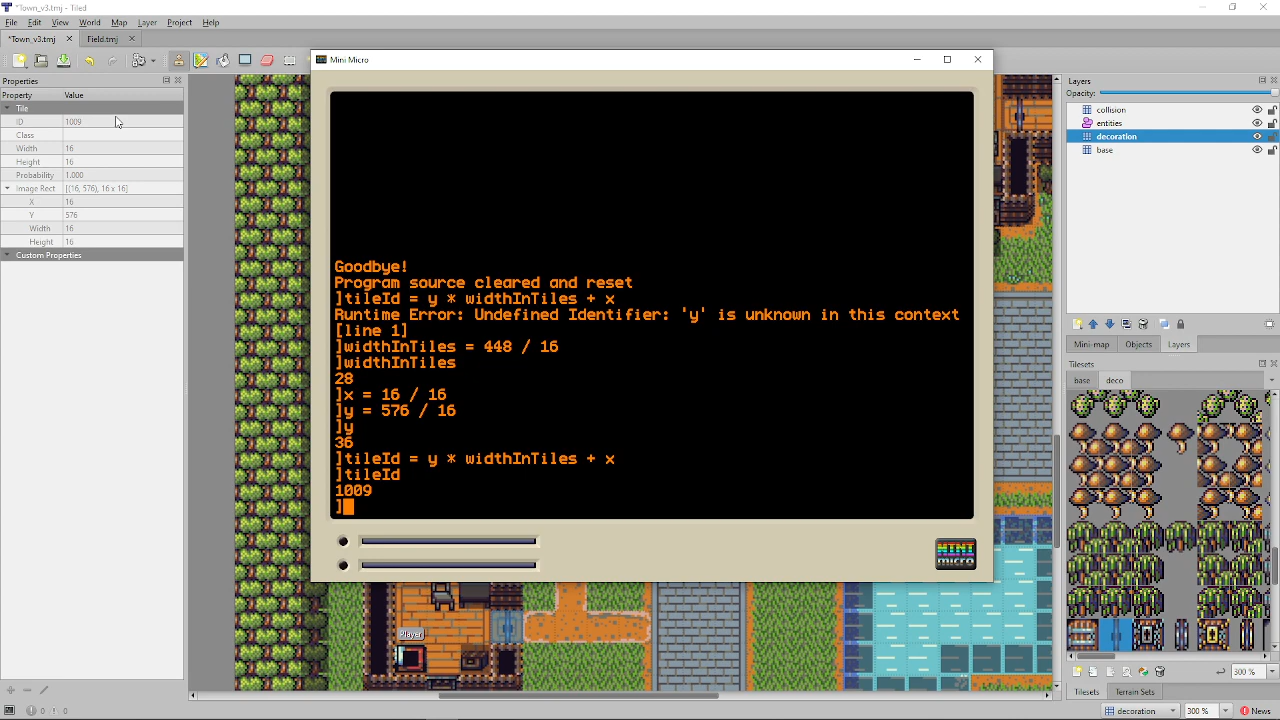 *Town_v3.tmj - Tiled
File Edit View World Map Layer Project Help
*Town_v3.tmj
Field.tmj
Properties
Property Value
Tile
ID 1009
Class
Width 16
Height 16
Probability 1.000
Image Rect [(16, 576), 16 x 16]
X 16
Y 576
Width 16
Height 16
Custom Properties
Mini Micro
Goodbye!
Program source cleared and reset
]tileId = y * widthInTiles + x
Runtime Error: Undefined Identifier: 'y' is unknown in this context
[line 1]
]widthInTiles = 448 / 16
]widthInTiles
28
]x = 16 / 16
]y = 576 / 16
]y
36
]tileId = y * widthInTiles + x
]tileId
1009
]
MINI
micro
Player
Layers
Opacity:
collision
entities
decoration
base
Mini-map Objects Layers
Tilesets
base deco
300 %
Tilesets Terrain Sets
0 0
decoration 300 % News